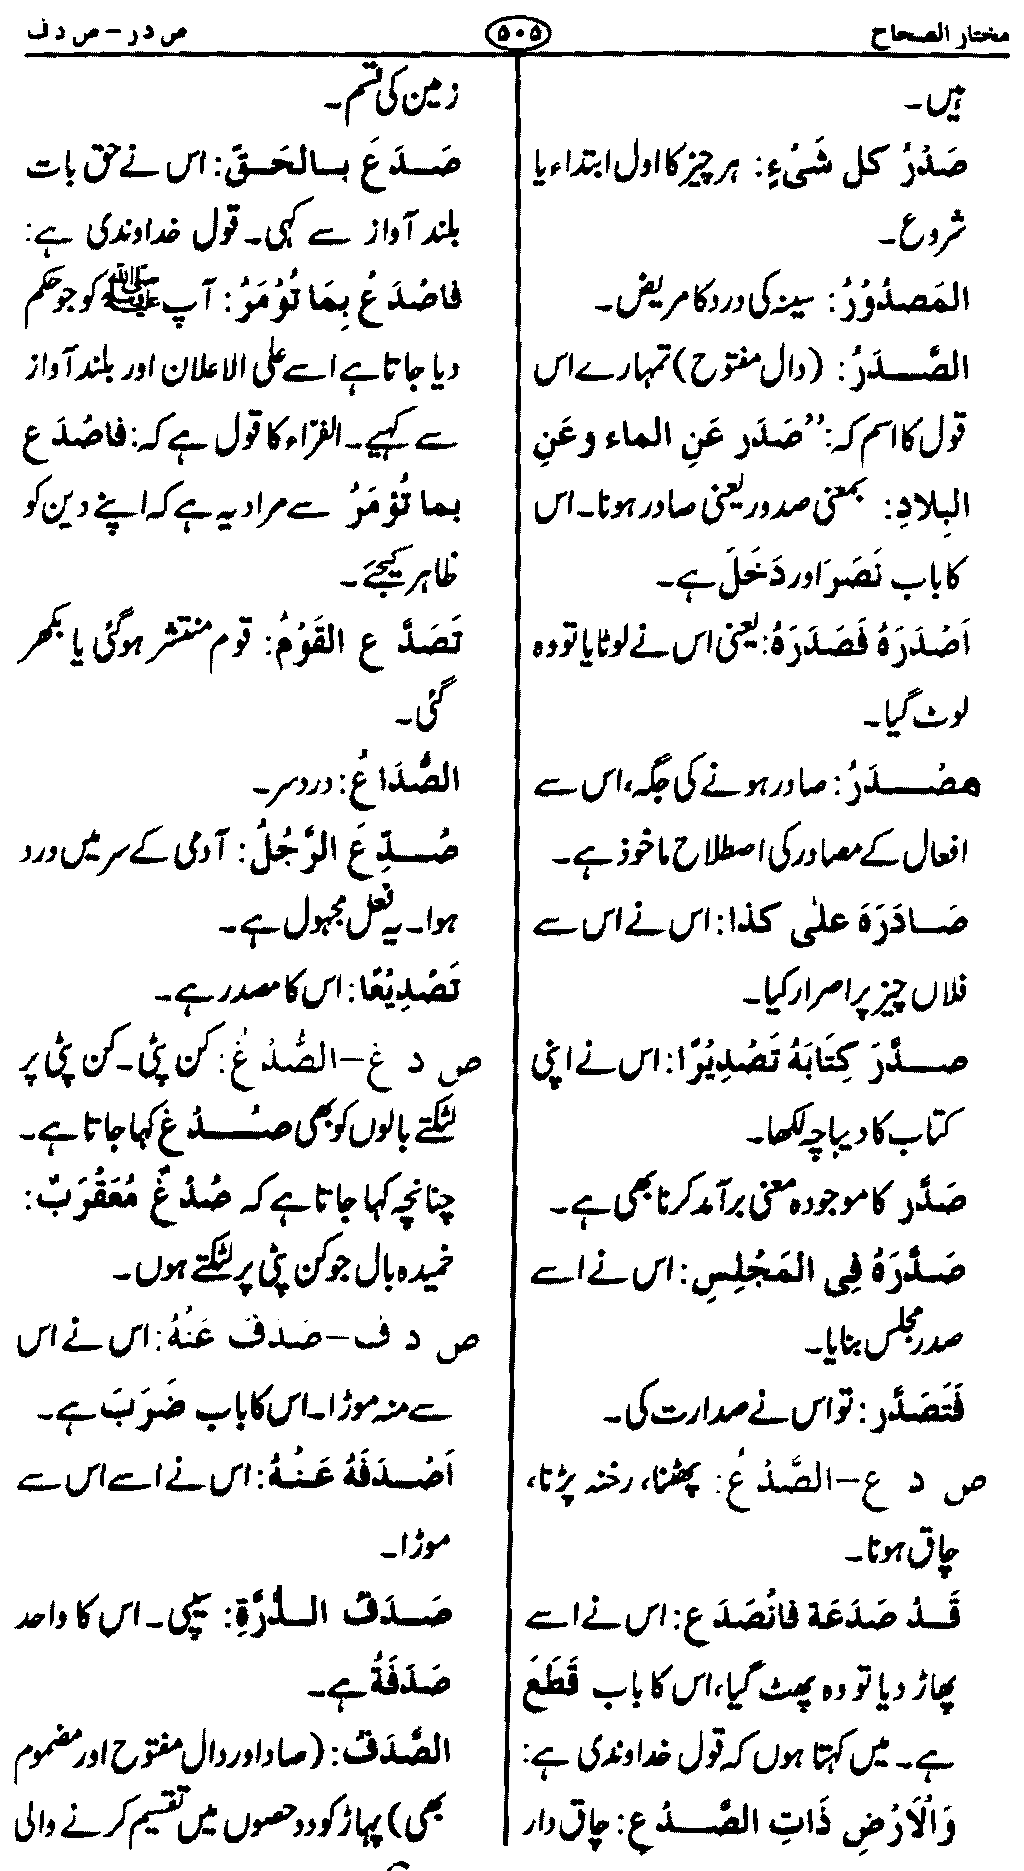 مختار الصحاح
۵۰۵
ص د ر – ص د ف
ہیں۔
صَدْرُ کل شَیْءٍ: ہر چیز کا اول ابتداء یا
شروع۔
المَصدُوْرُ: سینہ کی درد کا مریض۔
الصَّدَرُ: (دال مفتوح) تمہارے اس
قول کا اسم کہ: ”صَدَر عَنِ الماء وعَنِ
البِلادِ: بمعنی صدور یعنی صادر ہونا۔ اس
کا باب نَصَرَ اور دَخَلَ ہے۔
اَصْدَرَهُ فَصَدَرَهُ: یعنی اس نے لوٹایا تو وہ
لوٹ گیا۔
مصْدَرُ: صادر ہونے کی جگہ، اس سے
افعال کے مصادر کی اصطلاح ماخوذ ہے۔
صَادَرَهَ علٰی کذا: اس نے اس سے
فلاں چیز پر اصرار کیا۔
صدَّرَ کِتَابَهُ تَصْدِیْرًا: اس نے اپنی
کتاب کا دیباچہ لکھا۔
صَدَّر کا موجودہ معنی برآمد کرنا بھی ہے۔
صَدَّرَهُ فِی الْمَجْلِسِ: اس نے اسے
صدر مجلس بنایا۔
فَتَصَدَّر: تو اس نے صدارت کی۔
ص د ع – الصَّدْعُ: پھٹنا، رخنہ پڑنا،
چاق ہونا۔
قَدْ صَدَعَهٗ فانْصَدَع: اس نے اسے
پھاڑ دیا تو وہ پھٹ گیا، اس کا باب قَطَعَ
ہے۔ میں کہتا ہوں کہ قول خداوندی ہے:
وَالْاَرْضِ ذَاتِ الصَّدْعِ: چاق دار
زمین کی قسم۔
صَدَعَ بالحَقّ: اس نے حق بات
بلند آواز سے کہی۔ قول خداوندی ہے:
فاصْدَعْ بِمَا تُوْمَرُ: آپ ﷺ کو جو حکم
دیا جاتا ہے اسے علی الاعلان اور بلند آواز
سے کہیے۔ الفرّاء کا قول ہے کہ: فاصْدَع
بما تُوْمَرُ سے مراد یہ ہے کہ اپنے دین کو
ظاہر کیجئے۔
تَصَدَّع القَوْمُ: قوم منتشر ہوگئی یا بکھر
گئی۔
الصُّدَاعُ: درد سر۔
صُدِّعَ الرَّجُلُ: آدمی کے سر میں درد
ہوا۔ یہ فعل مجہول ہے۔
تَصْدِیْعًا: اس کا مصدر ہے۔
ص د غ – الصُّدْغُ: کن پٹی۔ کن پٹی پر
لٹکتے بالوں کو بھی صُدْغ کہا جاتا ہے۔
چنانچہ کہا جاتا ہے کہ صُدْغٌ مُعَقْرَبٌ:
خمیدہ بال جو کن پٹی پر لٹکتے ہوں۔
ص د ف – صَدَفَ عَنْهُ: اس نے اس
سے منہ موڑا۔ اس کا باب ضَرَبَ ہے۔
اَصْدَفَهُ عَنْهُ: اس نے اسے اس سے
موڑا۔
صَدَفُ الدُّرَّةِ: سیپی۔ اس کا واحد
صَدَفَةٌ ہے۔
الصَّدَفُ: (صاد اور دال مفتوح اور مضموم
بھی) پہاڑ کو دو حصوں میں تقسیم کرنے والی